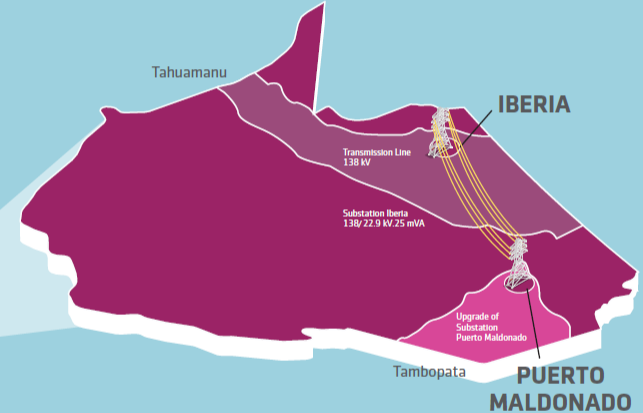 Tahuamanu
IBERIA
Transmission Line
138 kV
Substation Iberia
138/22.9 kV.25 mVA
Upgrade of
Substation
Puerto Maldonado
Tambopata
PUERTO
MALDONADO